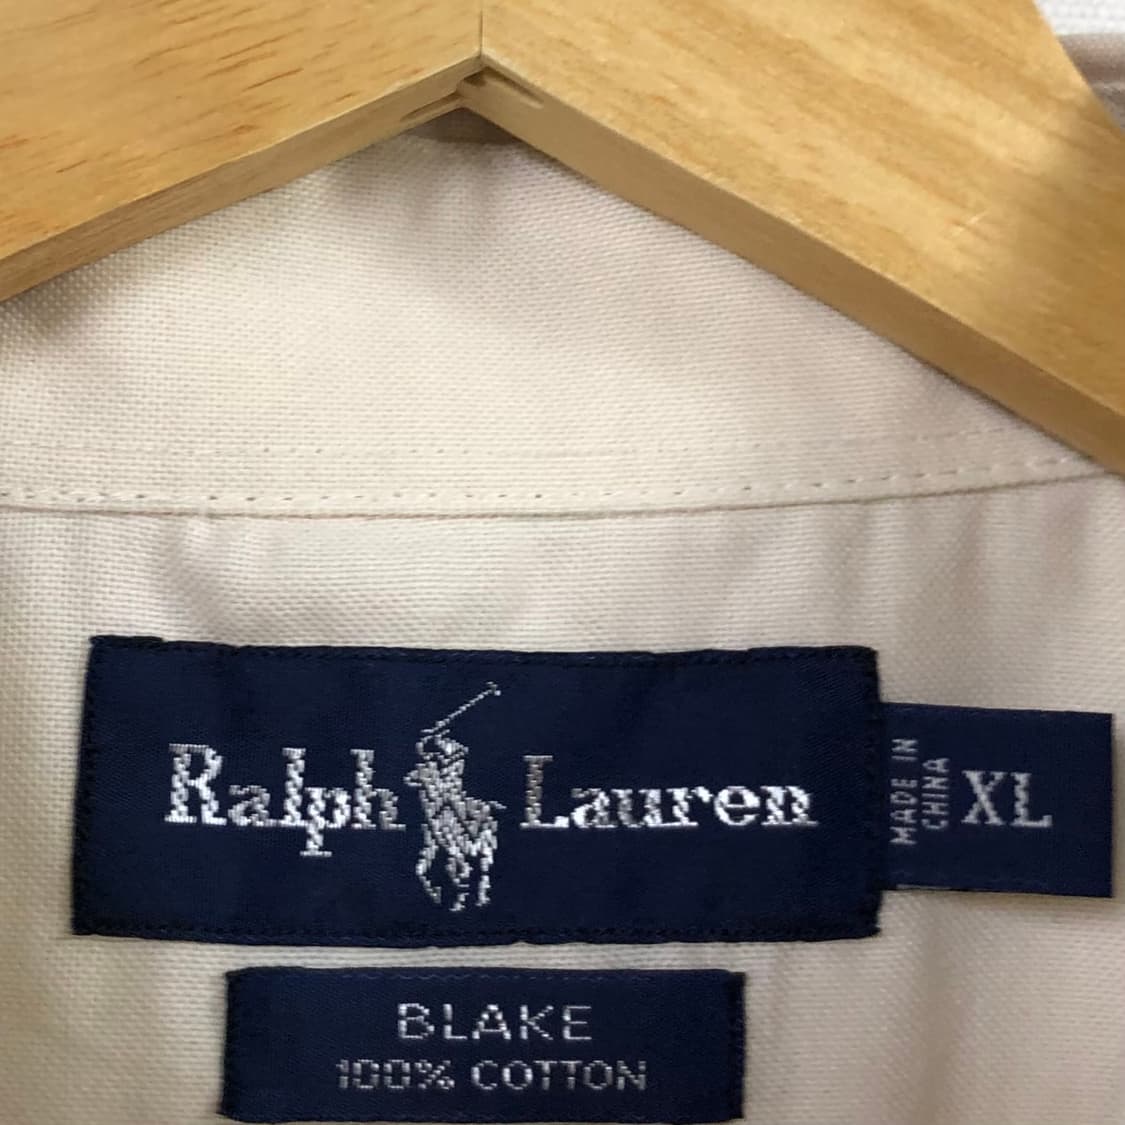 Ralph Lauren
MADE IN
CHINA
XL
BLAKE
100% COTTON